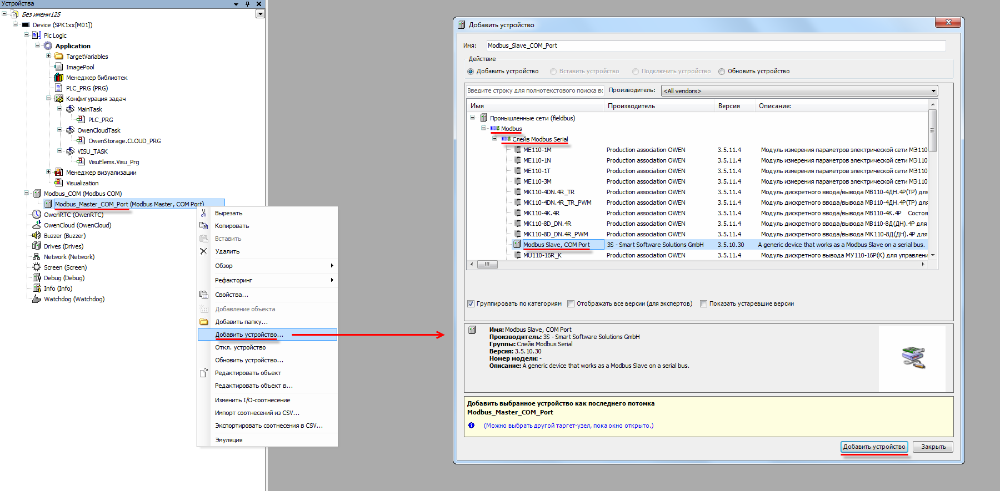 Устройства
Без имени125
Device (SPK1xx[M01])
Plc Logic
Application
TargetVariables
ImagePool
Менеджер библиотек
PLC_PRG (PRG)
Конфигурация задач
MainTask
PLC_PRG
OwenCloudTask
OwenStorage.CLOUD_PRG
VISU_TASK
VisuElems.Visu_Prg
Менеджер визуализации
Visualization
Modbus_COM (Modbus COM)
Modbus_Master_COM_Port (Modbus Master, COM Port)
OwenRTC (OwenRTC)
OwenCloud (OwenCloud)
Buzzer (Buzzer)
Drives (Drives)
Network (Network)
Screen (Screen)
Debug (Debug)
Info (Info)
Watchdog (Watchdog)
Вырезать
Копировать
Вставить
Удалить
Обзор
Рефакторинг
Свойства...
Добавление объекта
Добавить папку...
Добавить устройство...
Откл. устройство
Обновить устройство...
Редактировать объект
Редактировать объект в...
Изменить I/O-соотнесение
Импорт соотнесений из CSV...
Экспортировать соотнесения в CSV...
Эмуляция
Добавить устройство
Имя: Modbus_Slave_COM_Port
Действие
Добавить устройство Вставить устройство Подключить устройство Обновить устройство
Введите строку для полнотекстового поиска во Производитель: <All vendors>
Имя Производитель Версия Описание:
Промышленные сети (fieldbus)
Modbus
Слейв Modbus Serial
ME110-1M Production association OWEN 3.5.11.4 Модуль измерения параметров электрической сети МЭ110
ME110-1N Production association OWEN 3.5.11.4 Модуль измерения параметров электрической сети МЭ110
ME110-1T Production association OWEN 3.5.11.4 Модуль измерения параметров электрической сети МЭ110
ME110-3M Production association OWEN 3.5.11.4 Модуль измерения параметров электрической сети МЭ110
MK110-4DN.4R_TR Production association OWEN 3.5.11.4 Модуль дискретного ввода/вывода МВ110-4ДН.4Р(ТР) для
MK110-4DN.4R_TR_PWM Production association OWEN 3.5.11.4 Модуль дискретного ввода/вывода МВ110-4ДН.4Р(ТР) для
MK110-4K.4R Production association OWEN 3.5.11.4 Модуль дискретного ввода/вывода МВ110-4К.4Р Состоя
MK110-8D_DN.4R Production association OWEN 3.5.11.4 Модуль дискретного ввода/вывода МВ110-8Д(ДН).4Р для
MK110-8D_DN.4R_PWM Production association OWEN 3.5.11.4 Модуль дискретного ввода/вывода МК110-8Д(ДН).4Р для
Modbus Slave, COM Port 3S - Smart Software Solutions GmbH 3.5.10.30 A generic device that works as a Modbus Slave on a serial bus.
MU110-16R_K Production association OWEN 3.5.11.4 Модуль дискретного вывода МУ110-16Р(К) для управлени
Группировать по категориям Отображать все версии (для экспертов) Показать устаревшие версии
Имя: Modbus Slave, COM Port
Производитель: 3S - Smart Software Solutions GmbH
Группы: Слейв Modbus Serial
Версия: 3.5.10.30
Номер модели: -
Описание: A generic device that works as a Modbus Slave on a serial bus.
Добавить выбранное устройство как последнего потомка
Modbus_Master_COM_Port
(Можно выбрать другой таргет-узел, пока окно открыто.)
Добавить устройство Закрыть